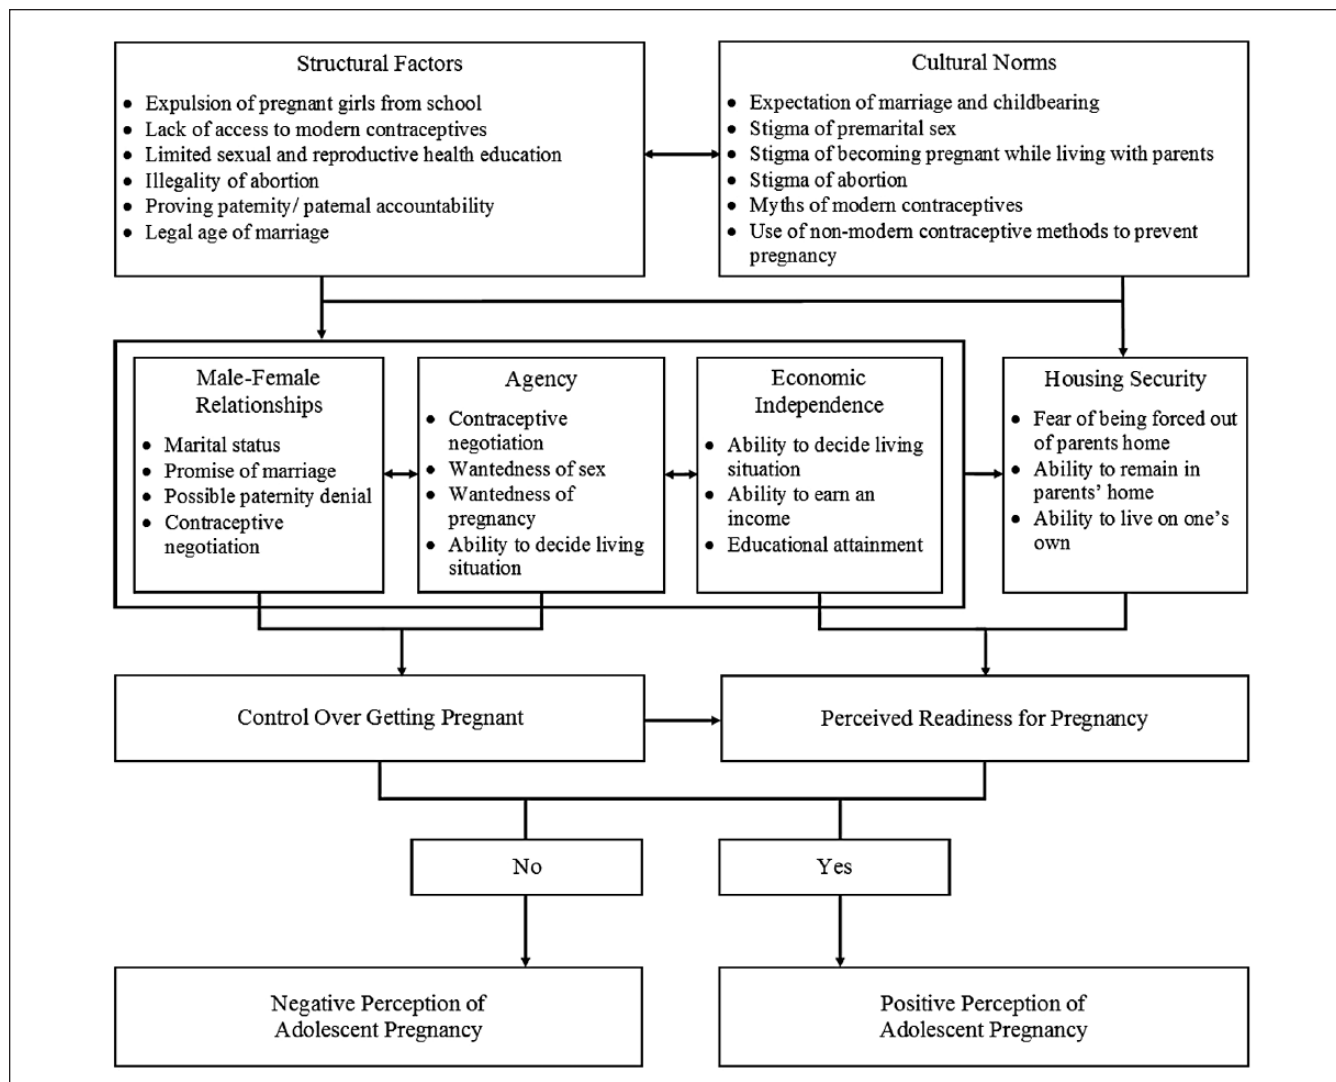 Structural Factors
• Expulsion of pregnant girls from school
• Lack of access to modern contraceptives
• Limited sexual and reproductive health education
• Illegality of abortion
• Proving paternity/ paternal accountability
• Legal age of marriage
Cultural Norms
• Expectation of marriage and childbearing
• Stigma of premarital sex
• Stigma of becoming pregnant while living with parents
• Stigma of abortion
• Myths of modern contraceptives
• Use of non-modern contraceptive methods to prevent
pregnancy
Male-Female
Relationships
• Marital status
• Promise of marriage
• Possible paternity denial
• Contraceptive
negotiation
Agency
• Contraceptive
negotiation
• Wantedness of sex
• Wantedness of
pregnancy
• Ability to decide living
situation
Economic
Independence
• Ability to decide living
situation
• Ability to earn an
income
• Educational attainment
Housing Security
• Fear of being forced out
of parents home
• Ability to remain in
parents’ home
• Ability to live on one’s
own
Control Over Getting Pregnant
Perceived Readiness for Pregnancy
No
Yes
Negative Perception of
Adolescent Pregnancy
Positive Perception of
Adolescent Pregnancy